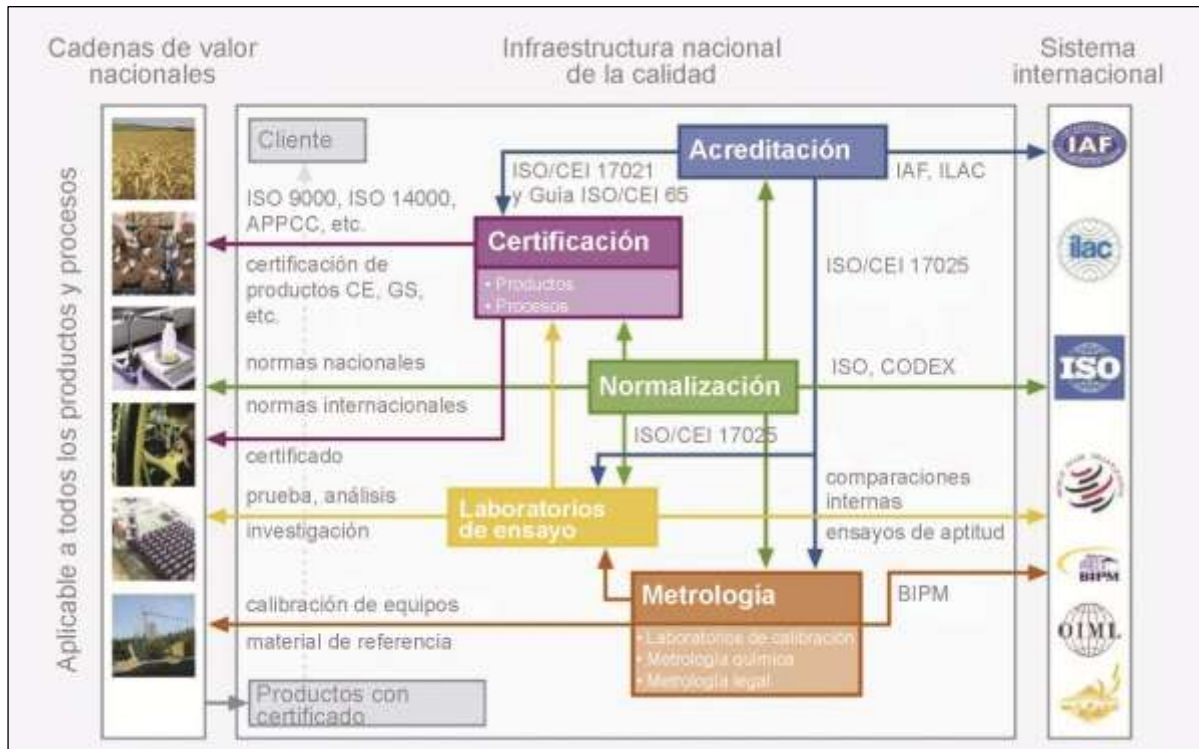 Cadenas de valor
nacionales
Infraestructura nacional
de la calidad
Sistema
internacional
Aplicable a todos los productos y procesos
Cliente
ISO 9000, ISO 14000,
APPCC, etc.
certificación de
productos CE, GS,
etc.
normas nacionales
normas internacionales
certificado
prueba, análisis
investigación
calibración de equipos
material de referencia
Productos con
certificado
Acreditación
ISO/CEI 17021
y Guía ISO/CEI 65
IAF, ILAC
Certificación
• Productos
• Procesos
ISO/CEI 17025
Normalización
ISO, CODEX
ISO/CEI 17025
Laboratorios
de ensayo
comparaciones
internas
ensayos de aptitud
Metrología
• Laboratorios de calibración
• Metrología química
• Metrología legal
BIPM
IAF
ilac
ISO
BIPM
OIML